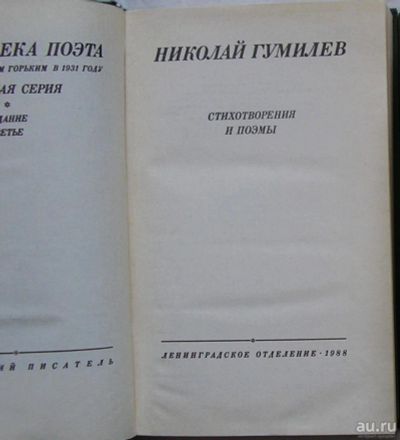 ЕКА ПОЭТА
М ГОРЬКИМ В 1931 ГОДУ
АЯ СЕРИЯ
*
ДАНИЕ
ЕТЬЕ
ИЙ ПИСАТЕЛЬ
НИКОЛАЙ ГУМИЛЕВ
СТИХОТВОРЕНИЯ
И ПОЭМЫ
ЛЕНИНГРАДСКОЕ ОТДЕЛЕНИЕ · 1988
au.ru